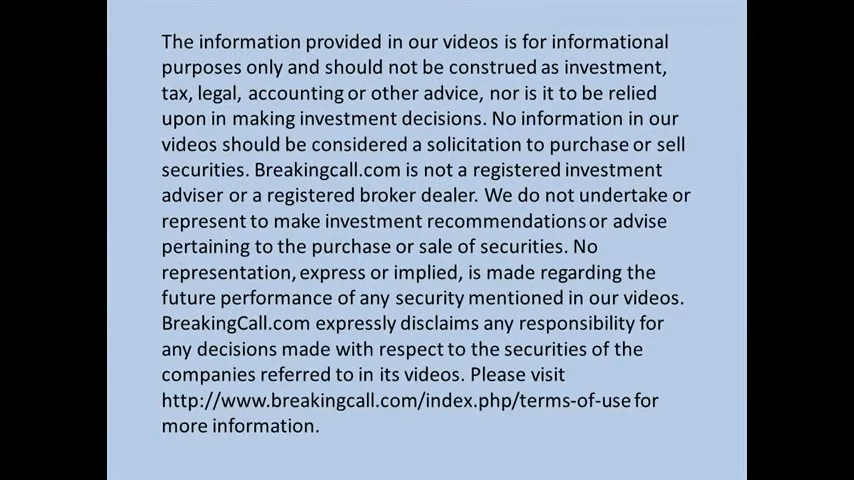 The information provided in our videos is for informational
purposes only and should not be construed as investment,
tax, legal, accounting or other advice, nor is it to be relied
upon in making investment decisions. No information in our
videos should be considered a solicitation to purchase or sell
securities. Breakingcall.com is not a registered investment
adviser or a registered broker dealer. We do not undertake or
represent to make investment recommendations or advise
pertaining to the purchase or sale of securities. No
representation, express or implied, is made regarding the
future performance of any security mentioned in our videos.
BreakingCall.com expressly disclaims any responsibility for
any decisions made with respect to the securities of the
companies referred to in its videos. Please visit
http://www.breakingcall.com/index.php/terms-of-use for
more information.